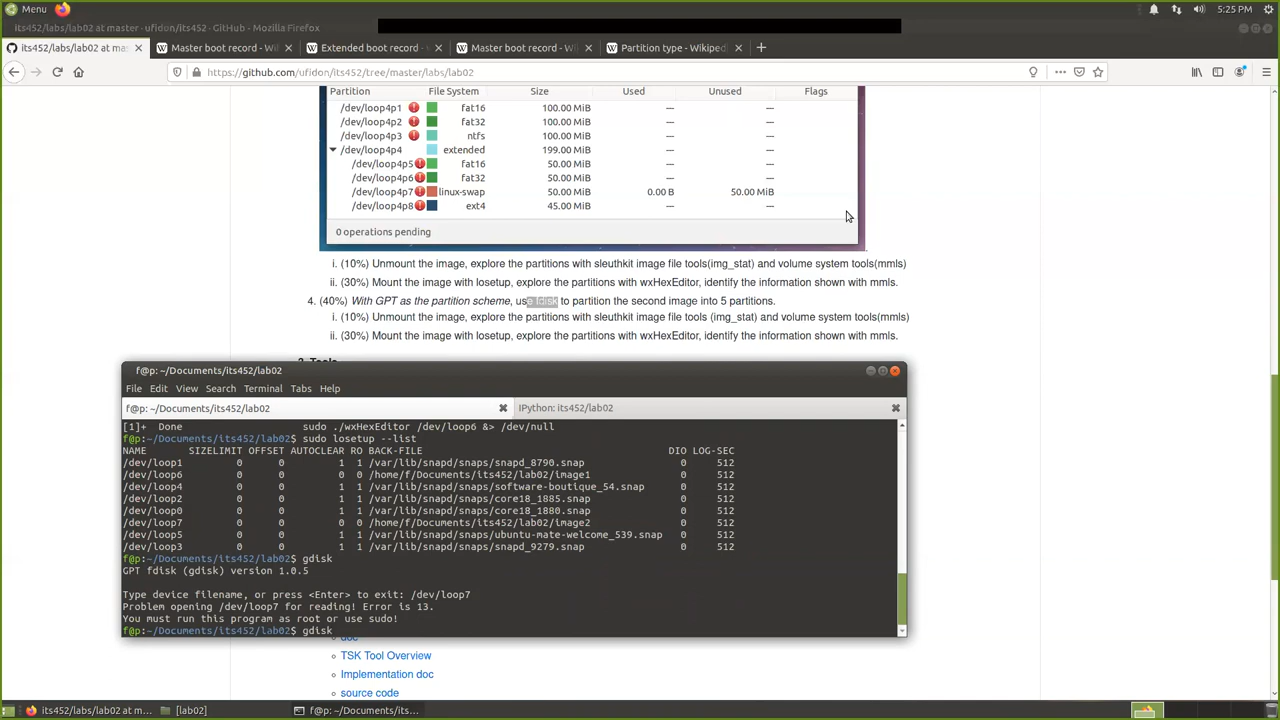 Menu
5:25 PM
its452/labs/lab02 at master · ufidon/its452 · GitHub - Mozilla Firefox
its452/labs/lab02 at mas
Master boot record - Wi
Extended boot record -
Master boot record - Wi
Partition type - Wikiped
https://github.com/ufidon/its452/tree/master/labs/lab02
Partition File System Size Used Unused Flags
/dev/loop4p1 fat16 100.00 MiB --- --- 
/dev/loop4p2 fat32 100.00 MiB --- --- 
/dev/loop4p3 ntfs 100.00 MiB --- --- 
/dev/loop4p4 extended 199.00 MiB --- --- 
/dev/loop4p5 fat16 50.00 MiB --- --- 
/dev/loop4p6 fat32 50.00 MiB --- --- 
/dev/loop4p7 linux-swap 50.00 MiB 0.00 B 50.00 MiB
/dev/loop4p8 ext4 45.00 MiB --- --- 
0 operations pending
i. (10%) Unmount the image, explore the partitions with sleuthkit image file tools(img_stat) and volume system tools(mmls)
ii. (30%) Mount the image with losetup, explore the partitions with wxHexEditor, identify the information shown with mmls.
4. (40%) With GPT as the partition scheme, use fdisk to partition the second image into 5 partitions.
i. (10%) Unmount the image, explore the partitions with sleuthkit image file tools (img_stat) and volume system tools(mmls)
ii. (30%) Mount the image with losetup, explore the partitions with wxHexEditor, identify the information shown with mmls.
3. Tools
f@p: ~/Documents/its452/lab02
File Edit View Search Terminal Tabs Help
f@p: ~/Documents/its452/lab02
IPython: its452/lab02
[1]+ Done sudo ./wxHexEditor /dev/loop6 &> /dev/null
f@p:~/Documents/its452/lab02$ sudo losetup --list
NAME SIZELIMIT OFFSET AUTOCLEAR RO BACK-FILE DIO LOG-SEC
/dev/loop1 0 0 1 1 /var/lib/snapd/snaps/snapd_8790.snap 0 512
/dev/loop6 0 0 0 0 /home/f/Documents/its452/lab02/image1 0 512
/dev/loop4 0 0 1 1 /var/lib/snapd/snaps/software-boutique_54.snap 0 512
/dev/loop2 0 0 1 1 /var/lib/snapd/snaps/core18_1885.snap 0 512
/dev/loop0 0 0 1 1 /var/lib/snapd/snaps/core18_1880.snap 0 512
/dev/loop7 0 0 0 0 /home/f/Documents/its452/lab02/image2 0 512
/dev/loop5 0 0 1 1 /var/lib/snapd/snaps/ubuntu-mate-welcome_539.snap 0 512
/dev/loop3 0 0 1 1 /var/lib/snapd/snaps/snapd_9279.snap 0 512
f@p:~/Documents/its452/lab02$ gdisk
GPT fdisk (gdisk) version 1.0.5
Type device filename, or press <Enter> to exit: /dev/loop7
Problem opening /dev/loop7 for reading! Error is 13.
You must run this program as root or use sudo!
f@p:~/Documents/its452/lab02$ gdisk
doc
TSK Tool Overview
Implementation doc
source code
its452/labs/lab02 at m...
[lab02]
f@p: ~/Documents/its...